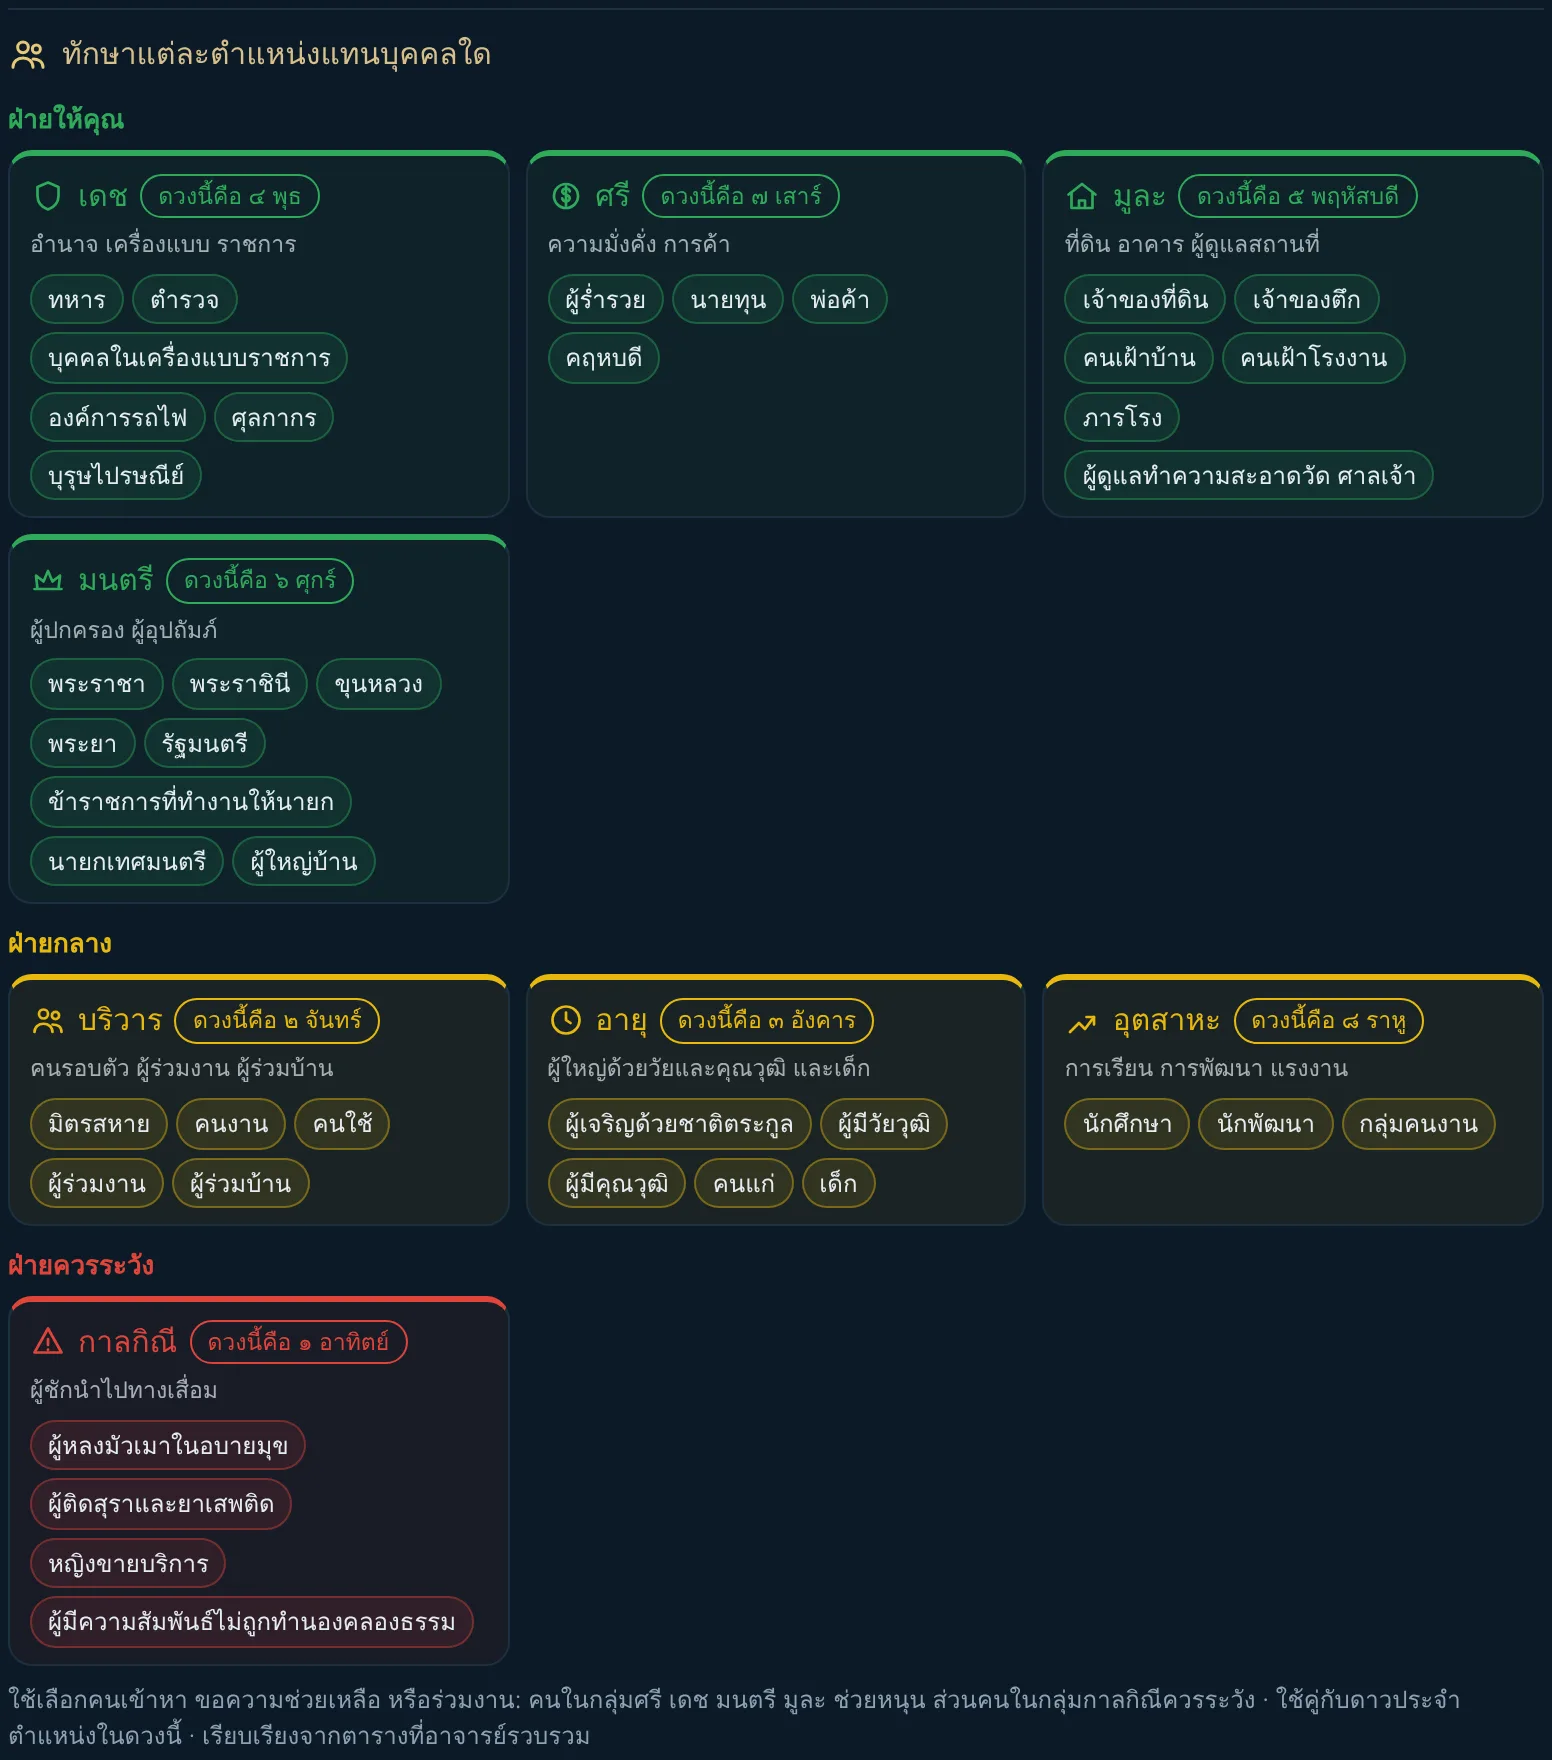 ทักษาแต่ละตำแหน่งแทนบุคคลใด
ฝ่ายให้คุณ
เดช ดวงนี้คือ ๔ พุธ
อำนาจ เครื่องแบบ ราชการ
ทหาร ตำรวจ
บุคคลในเครื่องแบบราชการ
องค์การรถไฟ ศุลกากร
บุรุษไปรษณีย์
ศรี ดวงนี้คือ ๗ เสาร์
ความมั่งคั่ง การค้า
ผู้ร่ำรวย นายทุน พ่อค้า
คฤหบดี
มูละ ดวงนี้คือ ๕ พฤหัสบดี
ที่ดิน อาคาร ผู้ดูแลสถานที่
เจ้าของที่ดิน เจ้าของตึก
คนเฝ้าบ้าน คนเฝ้าโรงงาน
ภารโรง
ผู้ดูแลทำความสะอาดวัด ศาลเจ้า
มนตรี ดวงนี้คือ ๖ ศุกร์
ผู้ปกครอง ผู้อุปถัมภ์
พระราชา พระราชินี ขุนหลวง
พระยา รัฐมนตรี
ข้าราชการที่ทำงานให้นายก
นายกเทศมนตรี ผู้ใหญ่บ้าน
ฝ่ายกลาง
บริวาร ดวงนี้คือ ๒ จันทร์
คนรอบตัว ผู้ร่วมงาน ผู้ร่วมบ้าน
มิตรสหาย คนงาน คนใช้
ผู้ร่วมงาน ผู้ร่วมบ้าน
อายุ ดวงนี้คือ ๓ อังคาร
ผู้ใหญ่ด้วยวัยและคุณวุฒิ และเด็ก
ผู้เจริญด้วยชาติตระกูล ผู้มีวัยวุฒิ
ผู้มีคุณวุฒิ คนแก่ เด็ก
อุตสาหะ ดวงนี้คือ ๘ ราหู
การเรียน การพัฒนา แรงงาน
นักศึกษา นักพัฒนา กลุ่มคนงาน
ฝ่ายควรระวัง
กาลกิณี ดวงนี้คือ ๑ อาทิตย์
ผู้ชักนำไปทางเสื่อม
ผู้หลงมัวเมาในอบายมุข
ผู้ติดสุราและยาเสพติด
หญิงขายบริการ
ผู้มีความสัมพันธ์ไม่ถูกทำนองคลองธรรม
ใช้เลือกคนเข้าหา ขอความช่วยเหลือ หรือร่วมงาน: คนในกลุ่มศรี เดช มนตรี มูละ ช่วยหนุน ส่วนคนในกลุ่มกาลกิณีควรระวัง · ใช้คู่กับดาวประจำ
ตำแหน่งในดวงนี้ · เรียบเรียงจากตารางที่อาจารย์รวบรวม